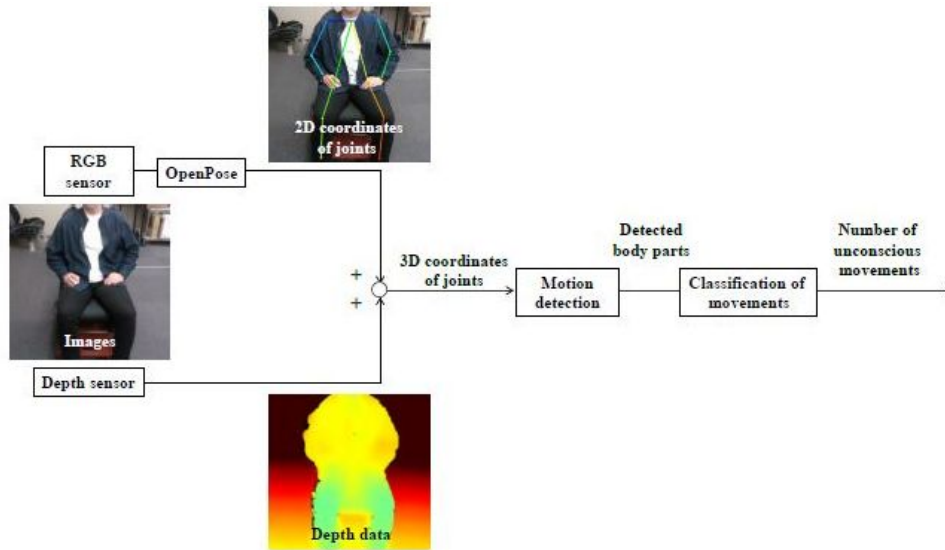 2D coordinates
of joints
RGB
sensor
OpenPose
Images
Depth sensor
+
+
3D coordinates
of joints
Motion
detection
Detected
body parts
Classification of
movements
Number of
unconscious
movements
Depth data